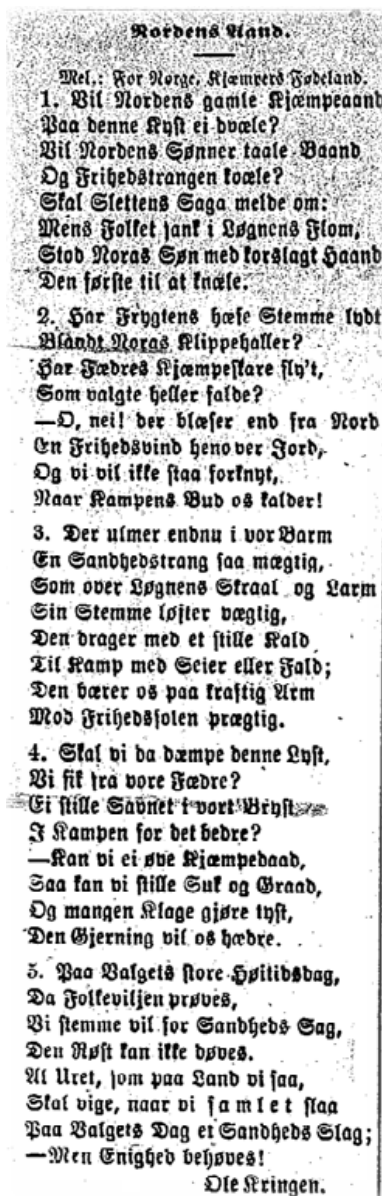 Nordens Aand.
Mel.: For Norge, Kjæmpers Fødeland.
1. Vil Nordens gamle Kjæmpeaand
Paa denne Kyst ei dvæle?
Vil Nordens Sønner taale Baand
Og Frihedstrangen kvæle?
Skal Slettens Saga melde om:
Mens Folket sank i Løgnens Flom,
Stod Noras Søn med korslagt Haand
Den første til at knæle.
2. Har Frygtens hæse Stemme lydt
Blandt Noras Klippehaller?
Har Fædres Kjæmpeskare fly't,
Som valgte heller falde?
—O, nei! der blæser end fra Nord
En Frihedsvind henover Jord,
Og vi vil ikke staa forknyt,
Naar Kampens Bud os kalder!
3. Der ulmer endnu i vor Barm
En Sandhedstrang saa mægtig,
Som over Løgnens Skraal og Larm
Sin Stemme løfter vægtig,
Den drager med et stille Kald
Til Kamp med Seier eller Fald;
Den bærer os paa kraftig Arm
Mod Frihedssolen prægtig.
4. Skal vi da dæmpe denne Lyst,
Vi fik fra vore Fædre?
Ei stille Savnet i vort Bryst
I Kampen for det bedre?
—Kan vi ei øve Kjæmpedaad,
Saa kan vi stille Suk og Graad,
Og mangen Klage gjøre tyst,
Den Gjerning vil os hædre.
5. Paa Valgets store Høitidsdag,
Da Folkeviljen prøves,
Vi stemme vil for Sandheds Sag,
Den Røst kan ikke døves.
Al Uret, som paa Land vi saa,
Skal vige, naar vi samlet slaa
Paa Valgets Dag et Sandheds Slag;
—Men Enighed behøves!
Ole Kringen.